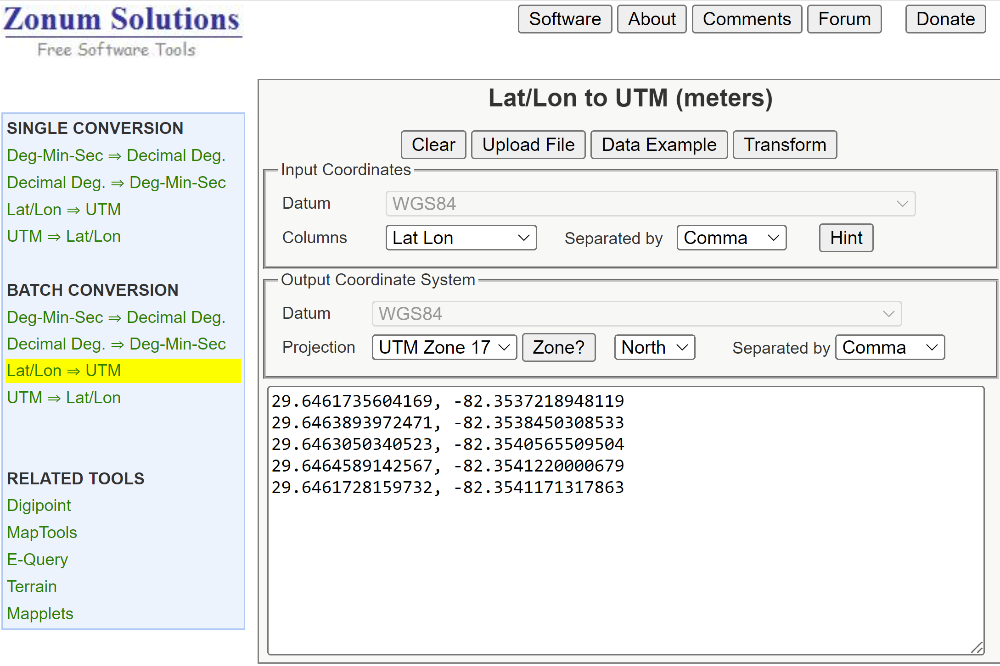 Zonum Solutions
Free Software Tools
Software About Comments Forum Donate
SINGLE CONVERSION
Deg-Min-Sec ⇒ Decimal Deg.
Decimal Deg. ⇒ Deg-Min-Sec
Lat/Lon ⇒ UTM
UTM ⇒ Lat/Lon
BATCH CONVERSION
Deg-Min-Sec ⇒ Decimal Deg.
Decimal Deg. ⇒ Deg-Min-Sec
Lat/Lon ⇒ UTM
UTM ⇒ Lat/Lon
RELATED TOOLS
Digipoint
MapTools
E-Query
Terrain
Mapplets
Lat/Lon to UTM (meters)
Clear Upload File Data Example Transform
Input Coordinates
Datum WGS84
Columns Lat Lon Separated by Comma Hint
Output Coordinate System
Datum WGS84
Projection UTM Zone 17 Zone? North Separated by Comma
29.6461735604169, -82.3537218948119
29.6463893972471, -82.3538450308533
29.6463050340523, -82.3540565509504
29.6464589142567, -82.3541220000679
29.6461728159732, -82.3541171317863